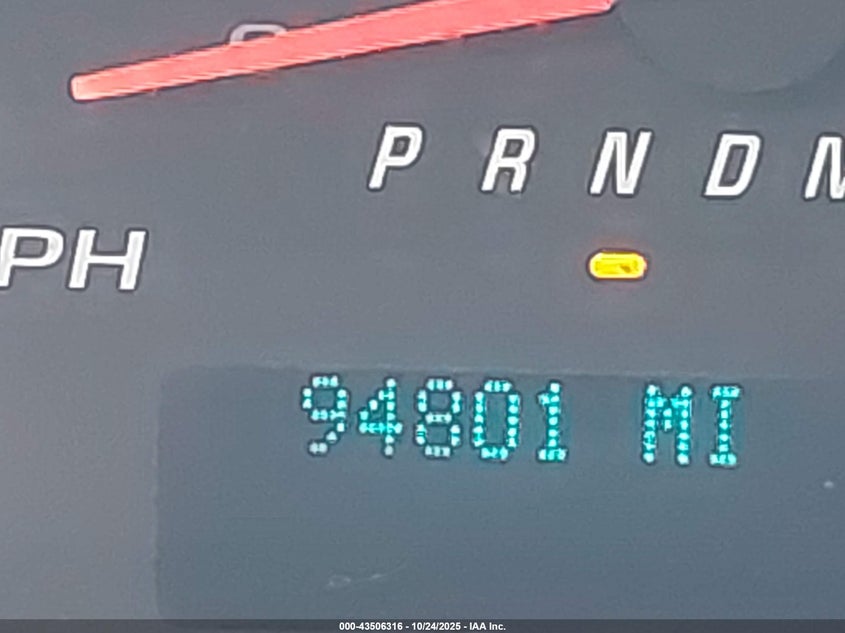 P R N D
PH
94801 MI
000-43506316 - 10/24/2025 - IAA Inc.